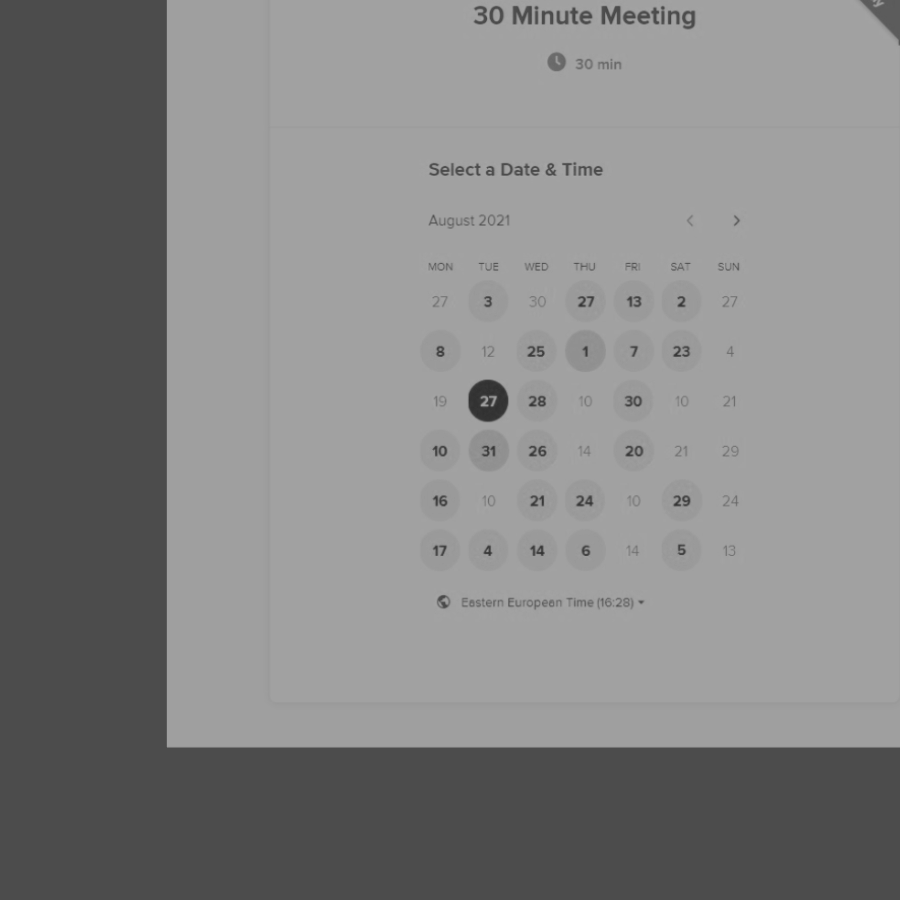 30 Minute Meeting
30 min
Select a Date & Time
August 2021
MON TUE WED THU FRI SAT SUN
27 3 30 27 13 2 27
8 12 25 1 7 23 4
19 27 28 10 30 10 21
10 31 26 14 20 21 29
16 10 21 24 10 29 24
17 4 14 6 14 5 13
Eastern European Time (16:28)